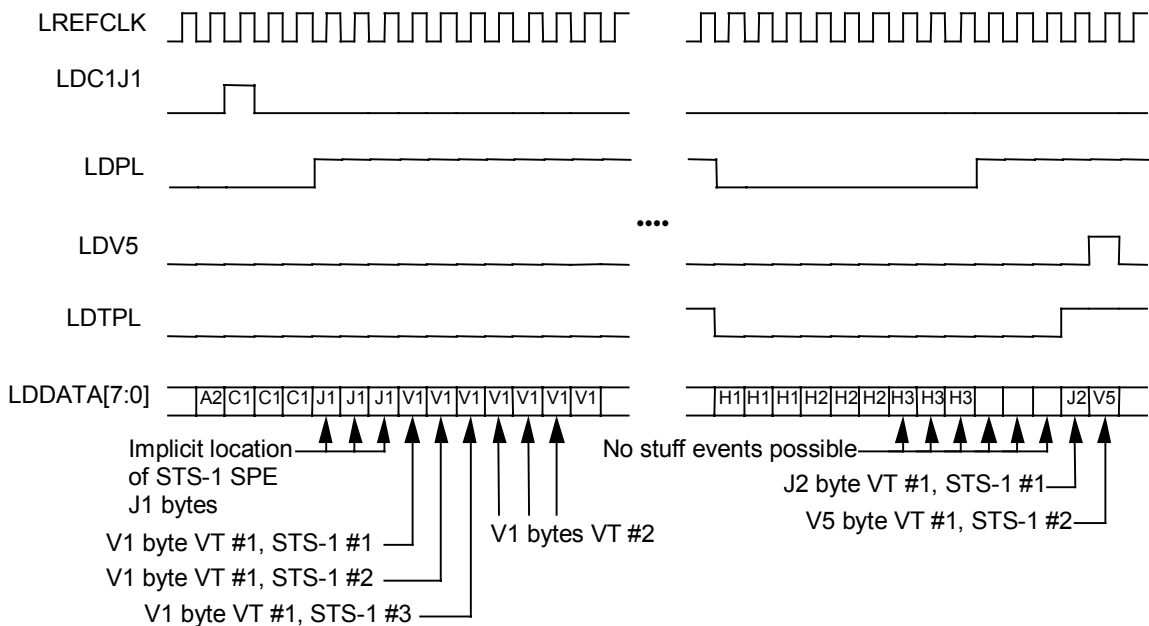 LREFCLK
LDC1J1
LDPL
....
LDV5
LDTPL
LDDATA[7:0]
A2 C1 C1 C1 J1 J1 J1 V1 V1 V1 V1 V1 V1 V1 H1 H1 H1 H2 H2 H2 H3 H3 H3 J2 V5
Implicit location
of STS-1 SPE
J1 bytes
No stuff events possible
J2 byte VT #1, STS-1 #1
V5 byte VT #1, STS-1 #2
V1 bytes VT #2
V1 byte VT #1, STS-1 #1
V1 byte VT #1, STS-1 #2
V1 byte VT #1, STS-1 #3